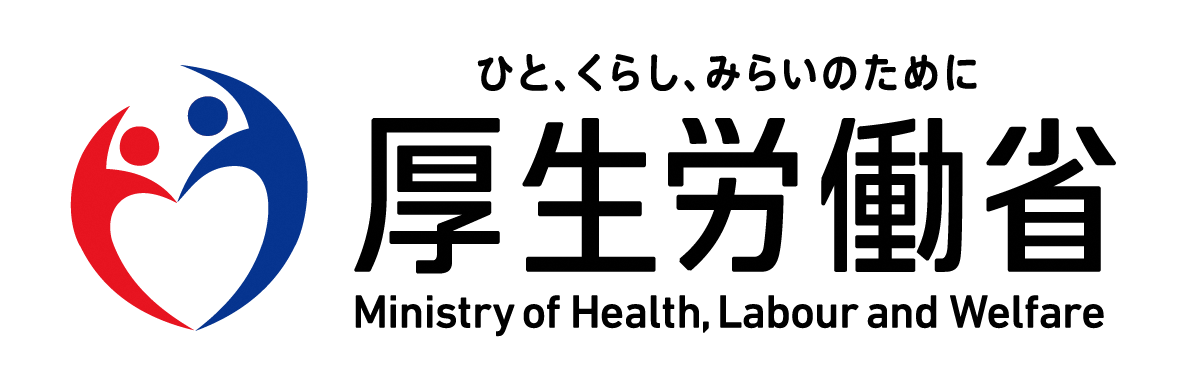 ひと、くらし、みらいのために
厚生労働省
Ministry of Health, Labour and Welfare